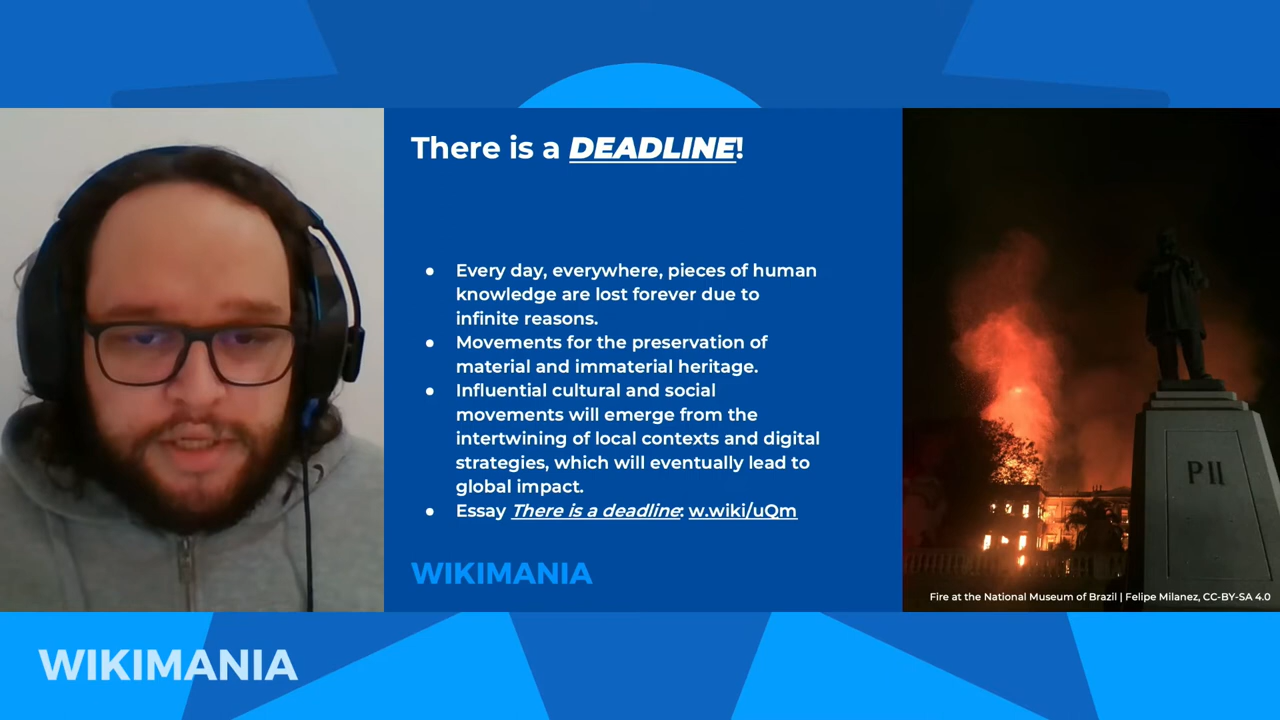 There is a DEADLINE!
● Every day, everywhere, pieces of human
knowledge are lost forever due to
infinite reasons.
● Movements for the preservation of
material and immaterial heritage.
● Influential cultural and social
movements will emerge from the
intertwining of local contexts and digital
strategies, which will eventually lead to
global impact.
● Essay There is a deadline: w.wiki/uQm
WIKIMANIA
PII
Fire at the National Museum of Brazil | Felipe Milanez, CC-BY-SA 4.0
WIKIMANIA